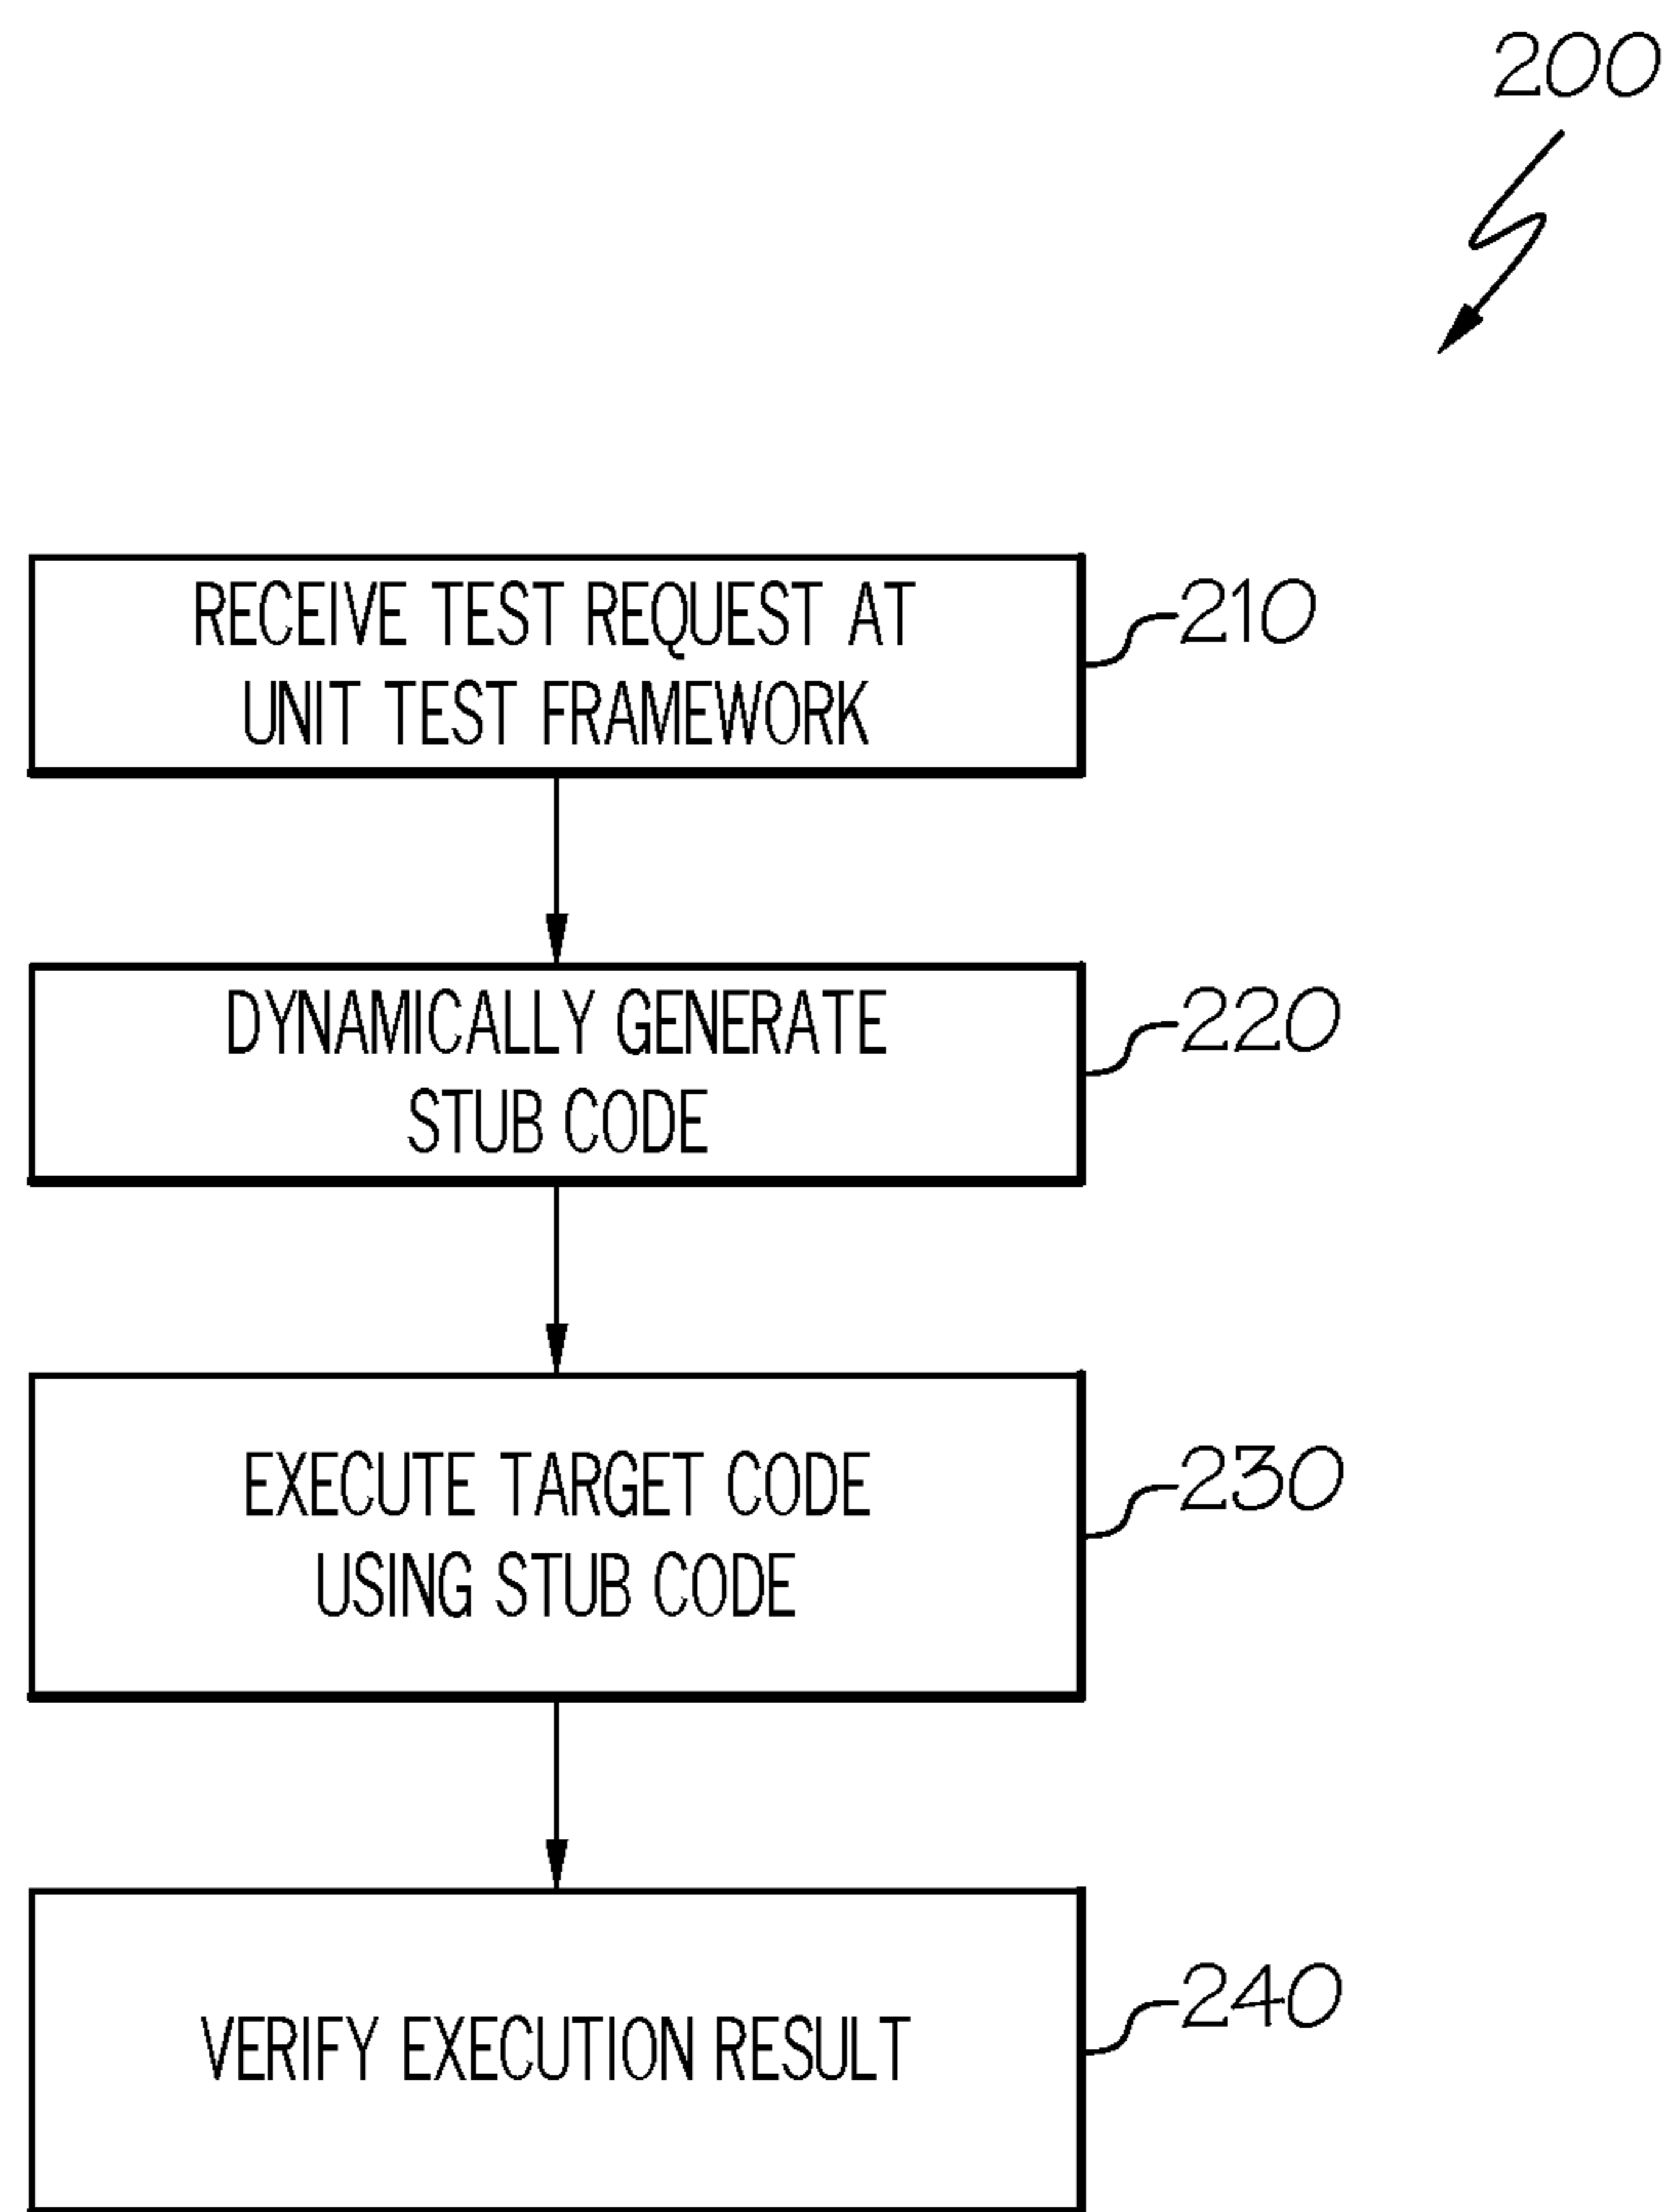 200
RECEIVE TEST REQUEST AT
UNIT TEST FRAMEWORK
210
DYNAMICALLY GENERATE
STUB CODE
220
EXECUTE TARGET CODE
USING STUB CODE
230
VERIFY EXECUTION RESULT
240